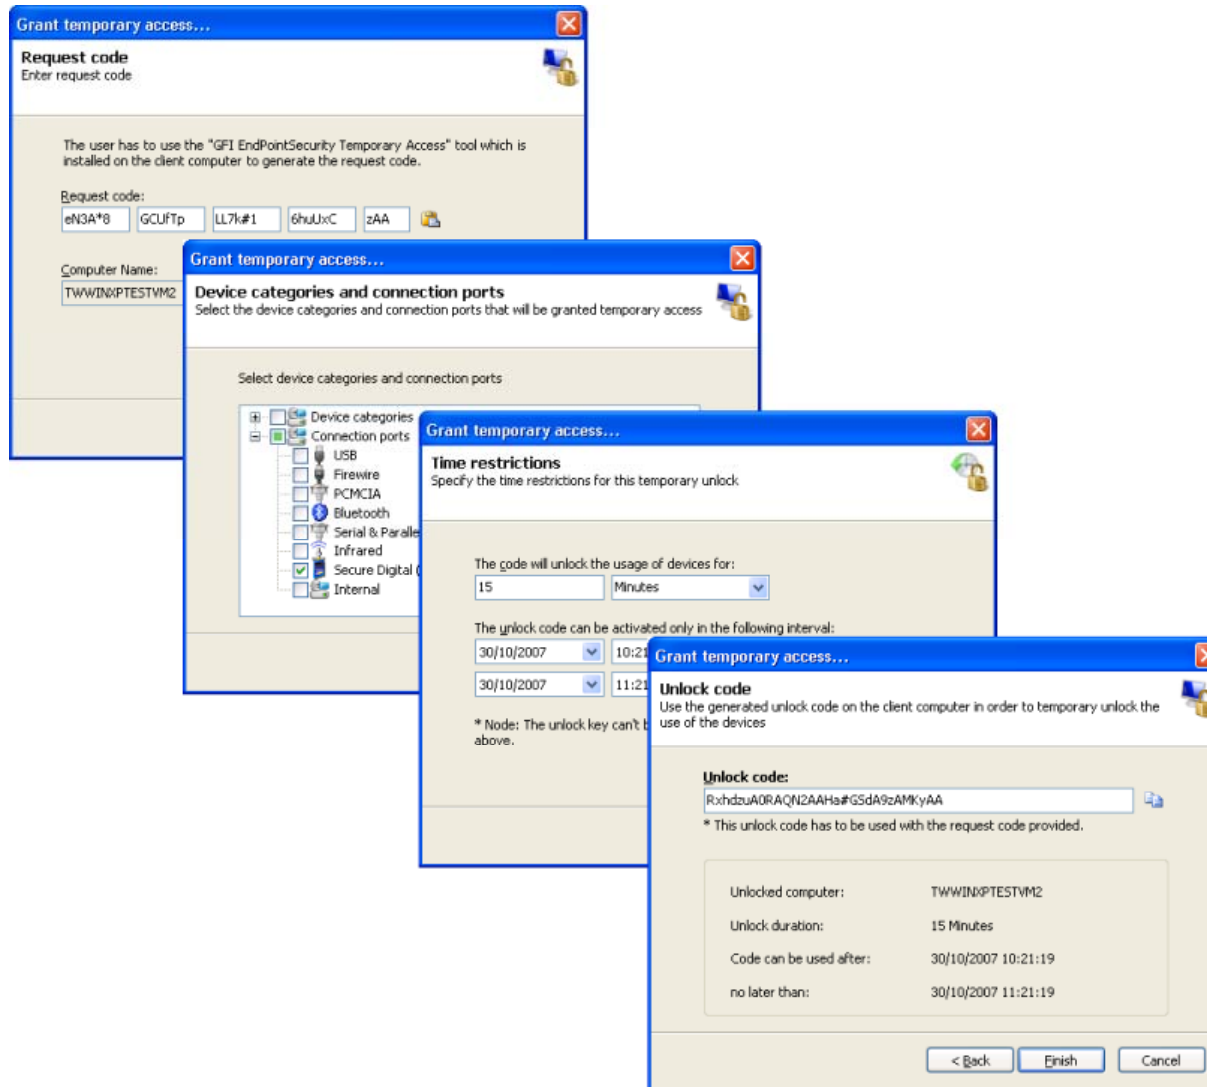 Grant temporary access...
Request code
Enter request code
The user has to use the "GFI EndPointSecurity Temporary Access" tool which is
installed on the client computer to generate the request code.
Request code:
eN3A*8 GCUfTp LL7k#1 6huUxC zAA
Computer Name:
TWWINXPTESTVM2
Grant temporary access...
Device categories and connection ports
Select the device categories and connection ports that will be granted temporary access
Select device categories and connection ports
Device categories
Connection ports
USB
Firewire
PCMCIA
Bluetooth
Serial & Paralle
Infrared
Secure Digital (
Internal
Grant temporary access...
Time restrictions
Specify the time restrictions for this temporary unlock
The code will unlock the usage of devices for:
15 Minutes
The unlock code can be activated only in the following interval:
30/10/2007 10:21
30/10/2007 11:21
* Node: The unlock key can't b
above.
Grant temporary access...
Unlock code
Use the generated unlock code on the client computer in order to temporary unlock the
use of the devices
Unlock code:
RxhdzuA0RAQN2AAHa#GSdA9zAMKyAA
* This unlock code has to be used with the request code provided.
Unlocked computer: TWWINXPTESTVM2
Unlock duration: 15 Minutes
Code can be used after: 30/10/2007 10:21:19
no later than: 30/10/2007 11:21:19
< Back Finish Cancel